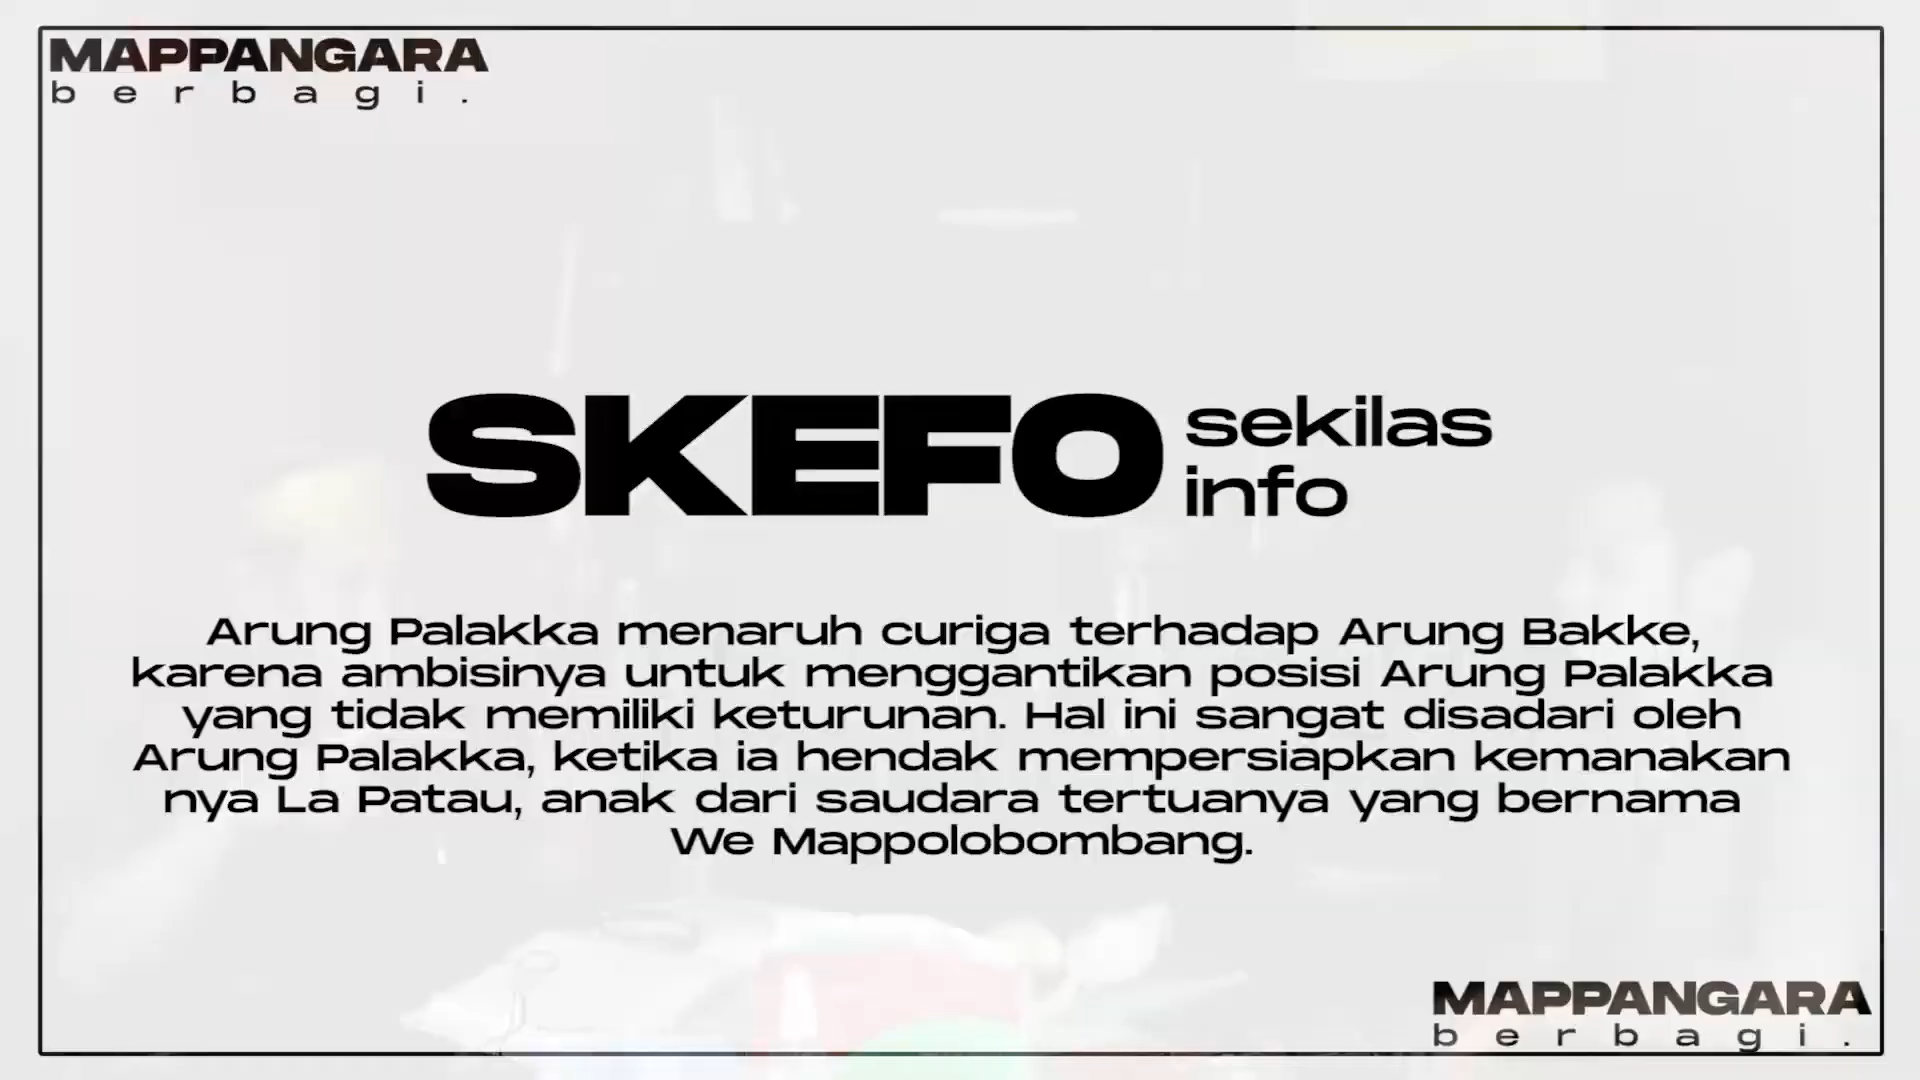 MAPPANGARA
berbagi.
SKEFO sekilas
info
Arung Palakka menaruh curiga terhadap Arung Bakke,
karena ambisinya untuk menggantikan posisi Arung Palakka
yang tidak memiliki keturunan. Hal ini sangat disadari oleh
Arung Palakka, ketika ia hendak mempersiapkan kemanakan
nya La Patau, anak dari saudara tertuanya yang bernama
We Mappolobombang.
MAPPANGARA
berbagi.